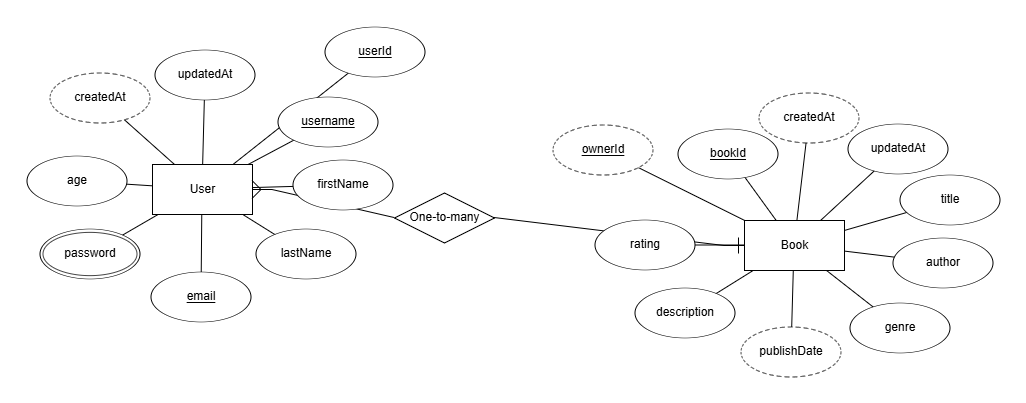 userId
updatedAt
createdAt
username
age
User
firstName
password
lastName
email
One-to-many
createdAt
ownerId
bookId
updatedAt
title
rating
Book
author
description
genre
publishDate